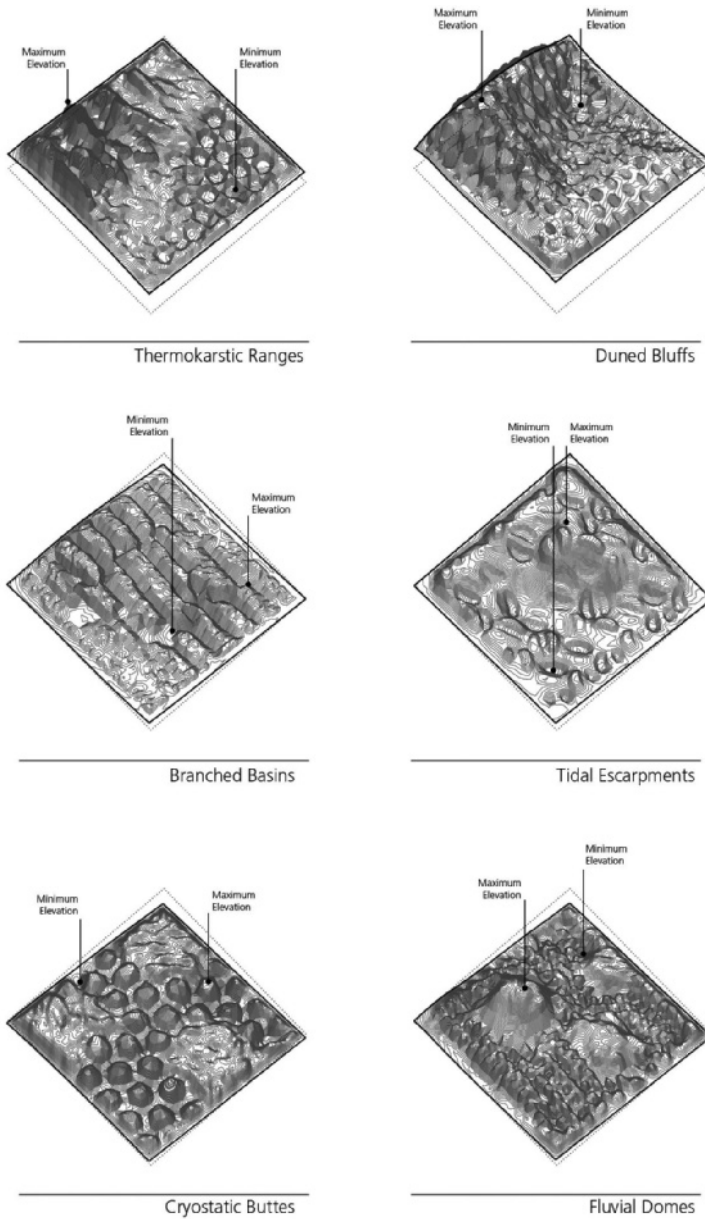 Maximum
Elevation
Minimum
Elevation
Thermokarstic Ranges
Maximum
Elevation
Minimum
Elevation
Duned Bluffs
Minimum
Elevation
Maximum
Elevation
Branched Basins
Minimum
Elevation
Maximum
Elevation
Tidal Escarpments
Minimum
Elevation
Maximum
Elevation
Cryostatic Buttes
Maximum
Elevation
Minimum
Elevation
Fluvial Domes